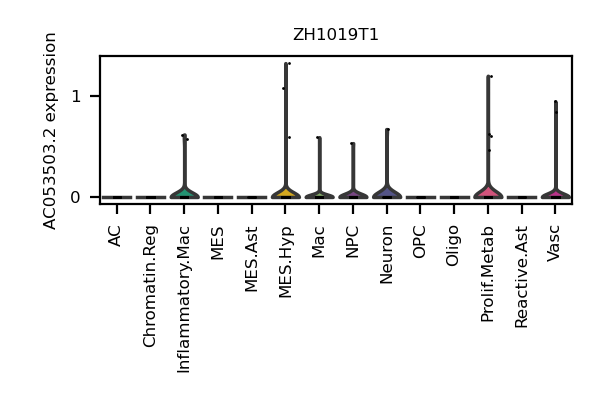 ZH1019T1
AC053503.2 expression
1
0
AC
Chromatin.Reg
Inflammatory.Mac
MES
MES.Ast
MES.Hyp
Mac
NPC
Neuron
OPC
Oligo
Prolif.Metab
Reactive.Ast
Vasc